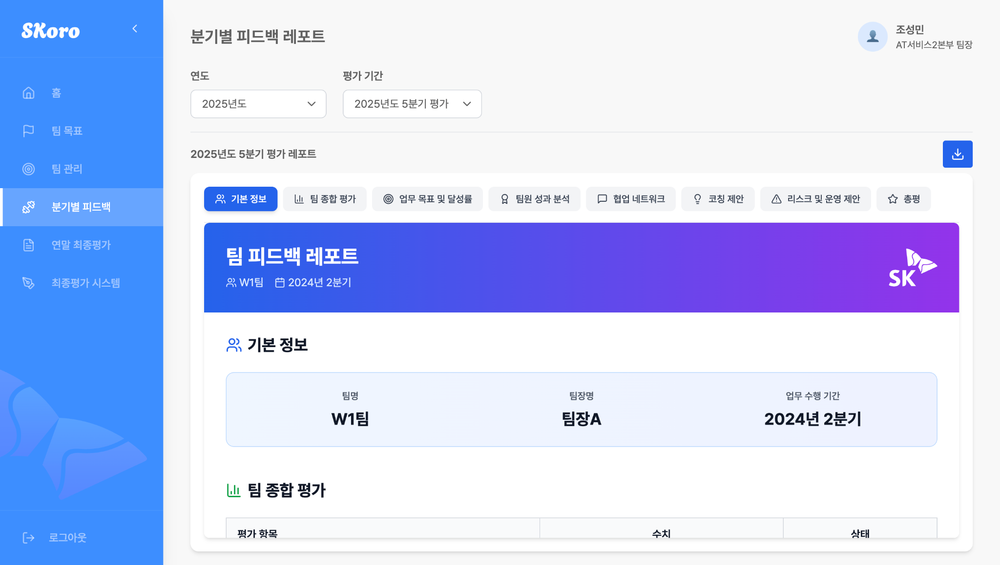 SKoro
홈
팀 목표
팀 관리
분기별 피드백
연말 최종평가
최종평가 시스템
로그아웃
분기별 피드백 레포트
조성민
AT서비스2본부 팀장
연도
평가 기간
2025년도
2025년도 5분기 평가
2025년도 5분기 평가 레포트
기본 정보
팀 종합 평가
업무 목표 및 달성률
팀원 성과 분석
협업 네트워크
코칭 제안
리스크 및 운영 제안
총평
팀 피드백 레포트
W1팀
2024년 2분기
SK
기본 정보
팀명
팀장명
업무 수행 기간
W1팀
팀장A
2024년 2분기
팀 종합 평가
평가 항목
수치
상태